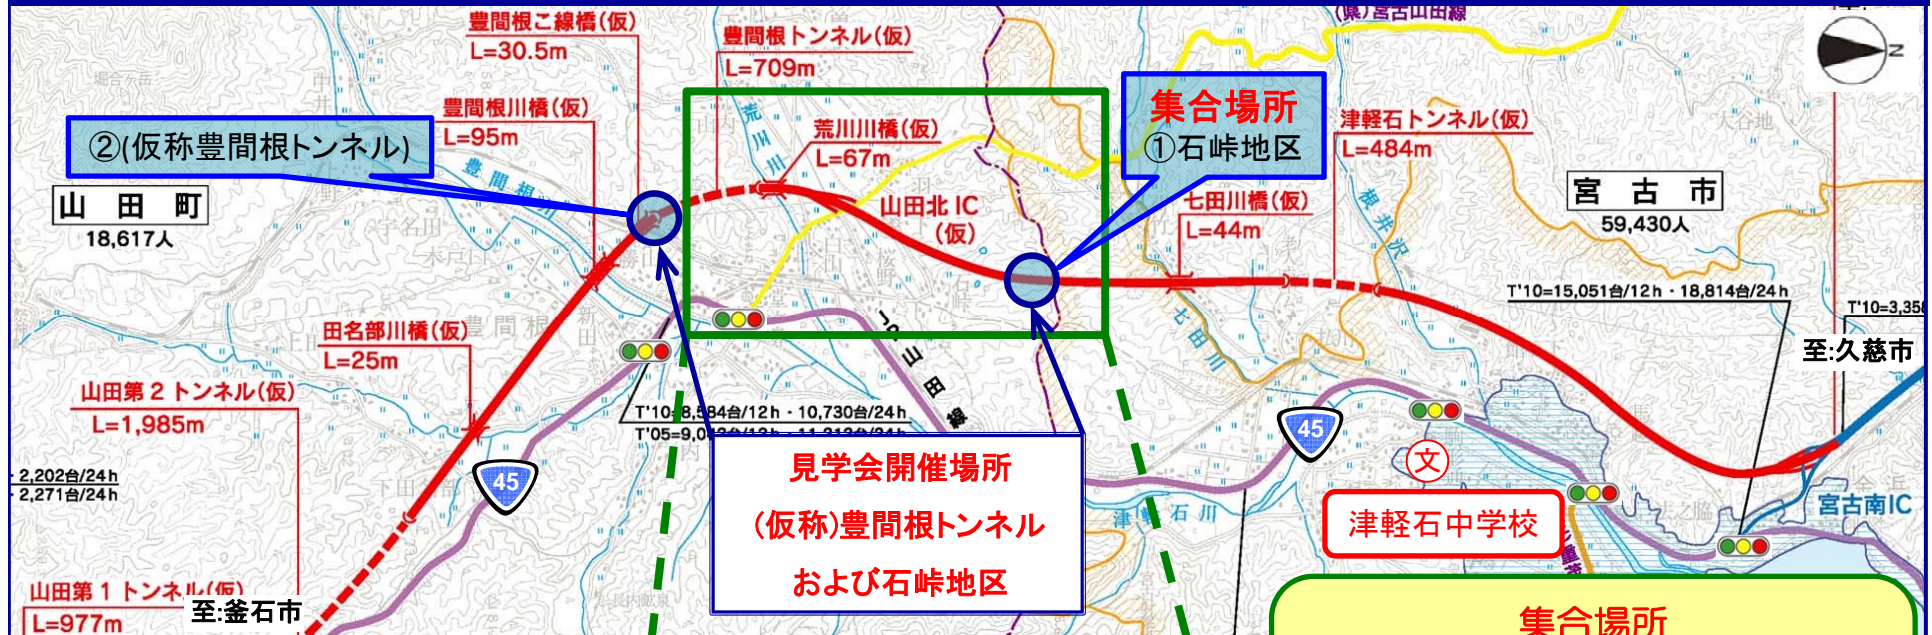 (県)宮古山田線
豊間根こ線橋(仮)
L=30.5m
豊間根トンネル(仮)
L=709m
N
豊間根川橋(仮)
L=95m
集合場所
①石峠地区
荒川川橋(仮)
L=67m
津軽石トンネル(仮)
L=484m
②(仮称豊間根トンネル)
荒川川
豊間根川
山田町
18,617人
山田北IC
(仮)
七田川橋(仮)
L=44m
根井沢
宮古市
59,430人
豊間根
新田
石峠
七田川
T'10=15,051台/12h・18,814台/24h
田名部川橋(仮)
L=25m
JR山田線
至:久慈市
山田第2トンネル(仮)
L=1,985m
T'10=8,584台/12h・10,730台/24h
45
見学会開催場所
(仮称)豊間根トンネル
および石峠地区
文
津軽石中学校
2,202台/24h
2,271台/24h
45
津軽石川
宮古南IC
山田第1トンネル(仮)
L=977m
至:釜石市
集合場所